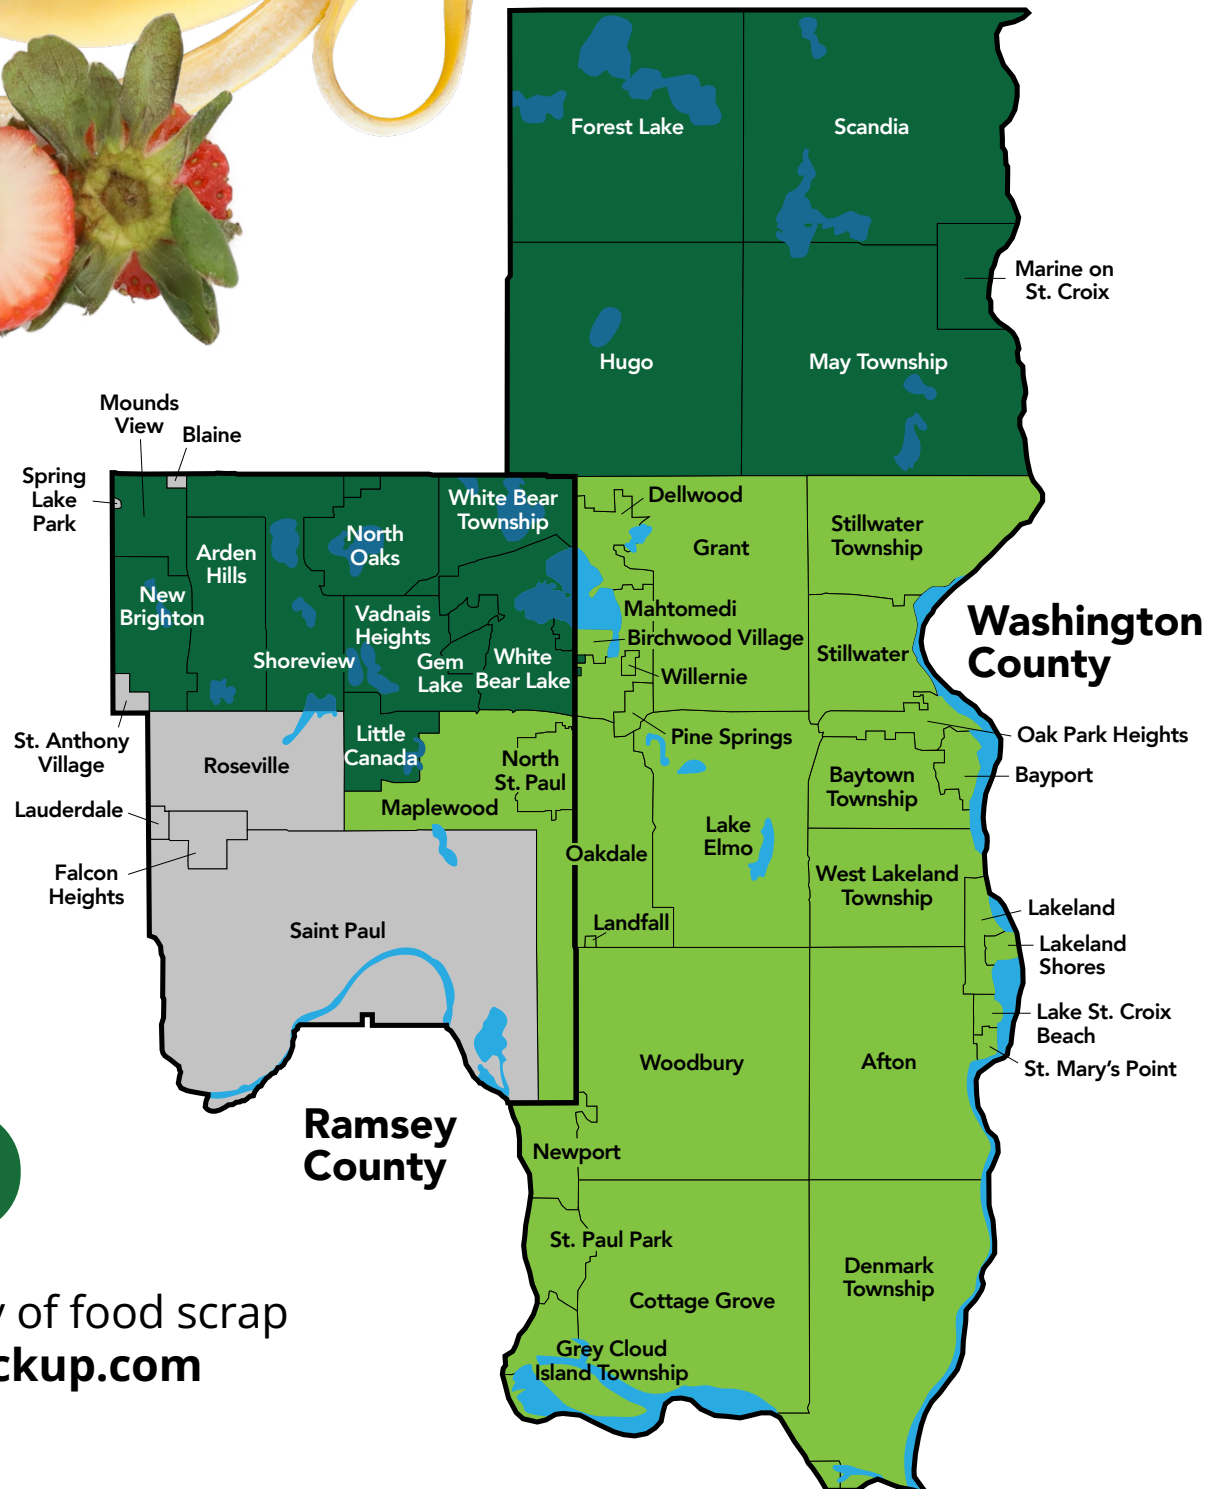 Forest Lake
Scandia
Marine on
St. Croix
Hugo
May Township
Mounds
View
Blaine
Spring
Lake
Park
White Bear
Township
Dellwood
North
Oaks
Arden
Hills
Grant
Stillwater
Township
New
Brighton
Vadnais
Heights
Mahtomedi
Birchwood Village
Washington
County
Shoreview
Gem
Lake
White
Bear Lake
Willernie
Stillwater
St. Anthony
Village
Little
Canada
Pine Springs
Oak Park Heights
Roseville
North
St. Paul
Baytown
Township
Bayport
Lauderdale
Maplewood
Lake
Elmo
Oakdale
Falcon
Heights
West Lakeland
Township
Saint Paul
Landfall
Lakeland
Lakeland
Shores
Lake St. Croix
Beach
St. Mary's Point
Woodbury
Afton
Ramsey
County
Newport
St. Paul Park
Denmark
Township
Cottage Grove
Grey Cloud
Island Township
of food scrap
ckup.com